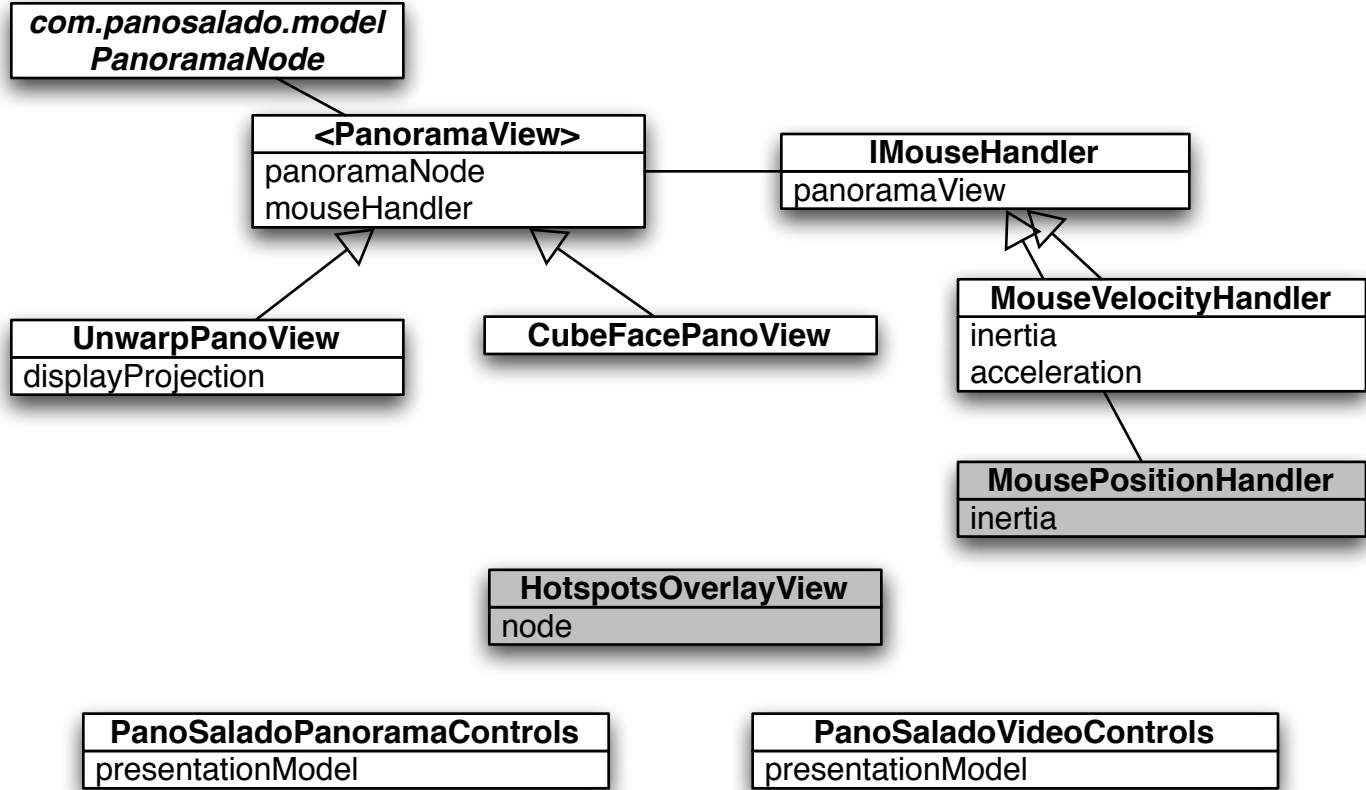 com.panosalado.model
PanoramaNode
<PanoramaView>
panoramaNode
mouseHandler
IMouseHandler
panoramaView
UnwarpPanoView
displayProjection
CubeFacePanoView
MouseVelocityHandler
inertia
acceleration
MousePositionHandler
inertia
HotspotsOverlayView
node
PanoSaladoPanoramaControls
presentationModel
PanoSaladoVideoControls
presentationModel